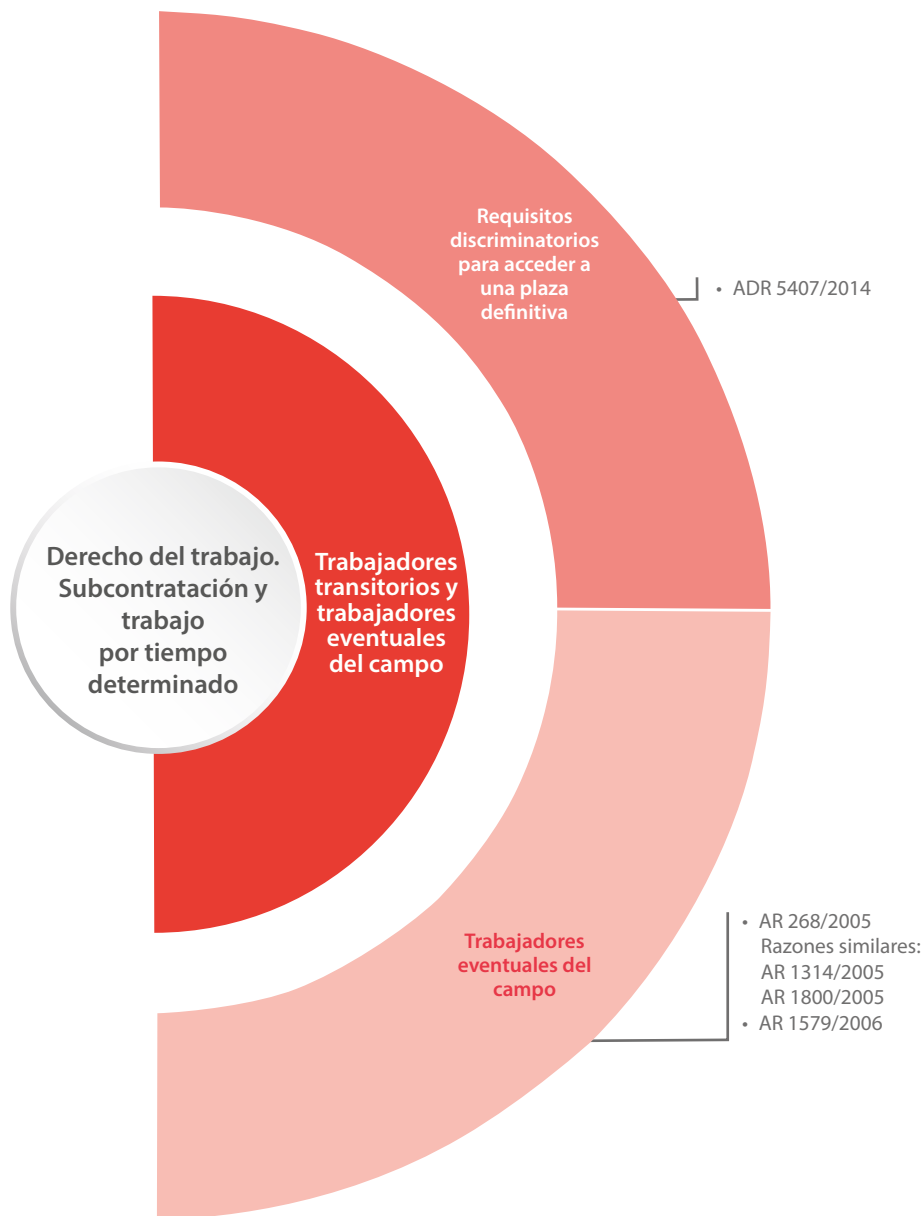 Requisitos
discriminatorios
para acceder a
una plaza
definitiva
• ADR 5407/2014
Derecho del trabajo.
Subcontratación y
trabajo
por tiempo
determinado
Trabajadores
transitorios y
trabajadores
eventuales
del campo
Trabajadores
eventuales del
campo
• AR 268/2005
Razones similares:
AR 1314/2005
AR 1800/2005
• AR 1579/2006